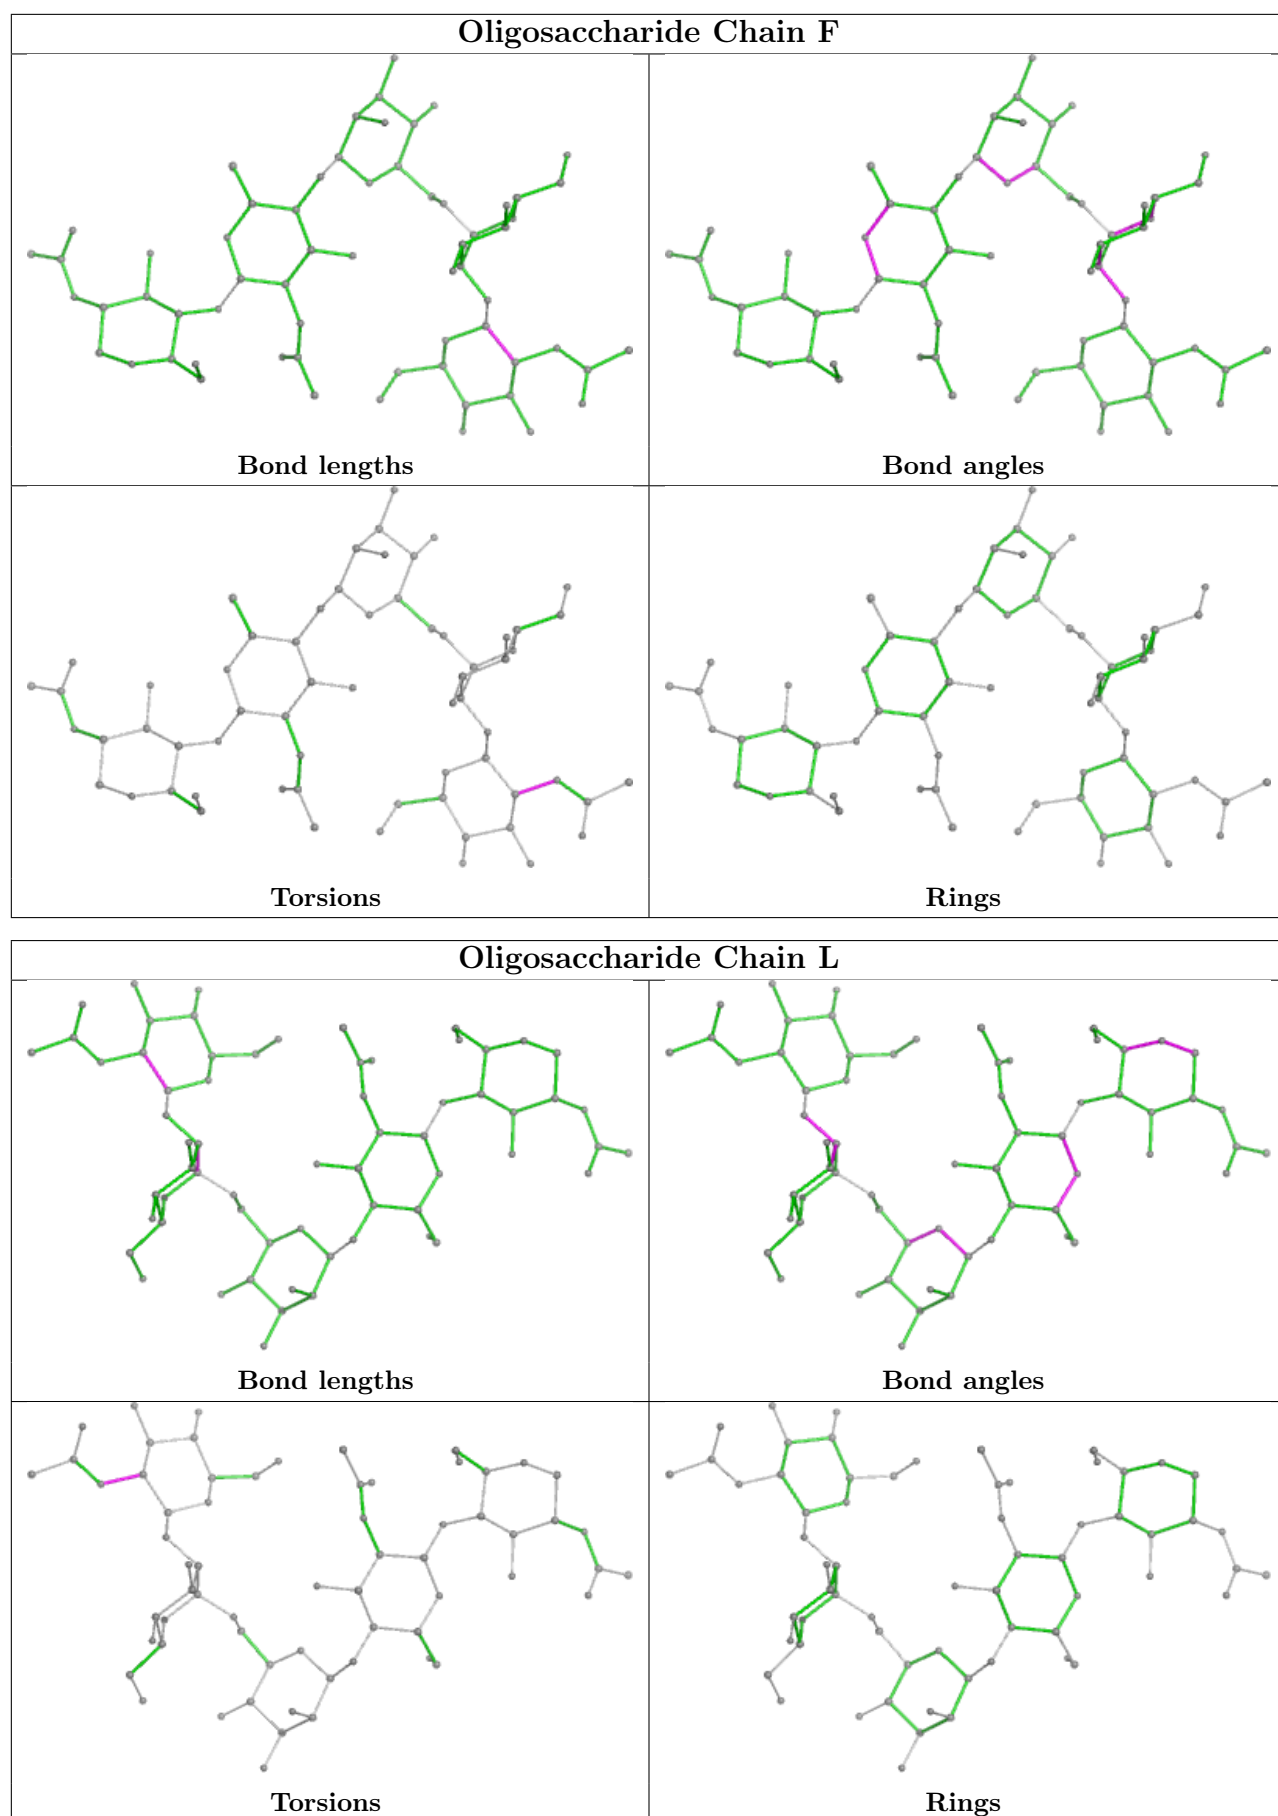 Oligosaccharide Chain F
Bond lengths
Bond angles
Torsions
Rings
Oligosaccharide Chain L
Bond lengths
Bond angles
Torsions
Rings